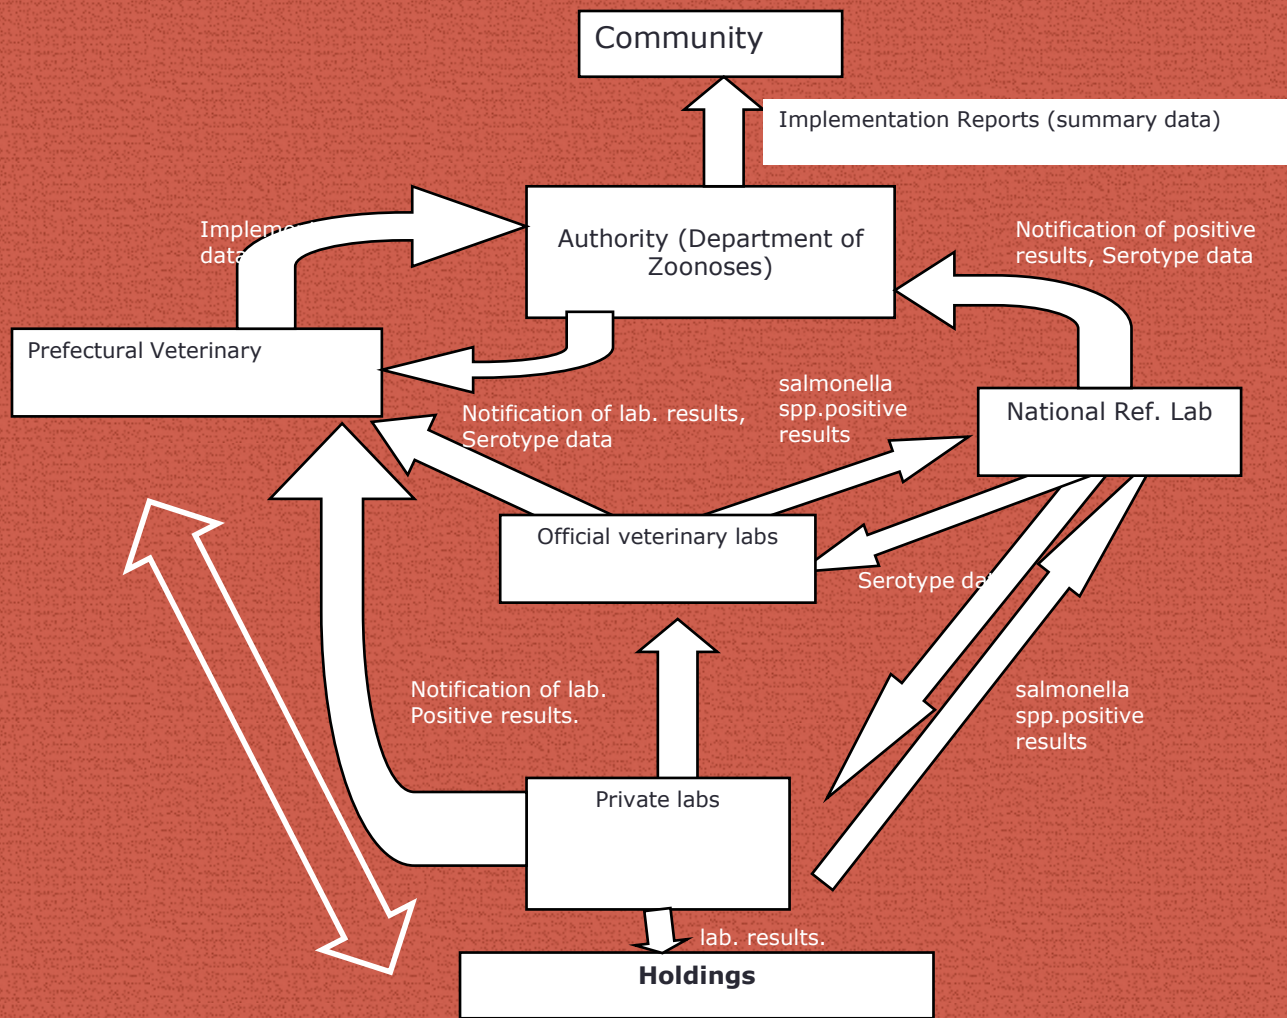 Community
Implementation Reports (summary data)
Authority (Department of
Zoonoses)
data
Notification of positive
results, Serotype data
Prefectural Veterinary
Notification of lab. results,
Serotype data
salmonella
spp.positive
results
National Ref. Lab
Official veterinary labs
Serotype
Notification of lab.
Positive results.
salmonella
spp.positive
results
Private labs
lab. results.
Holdings